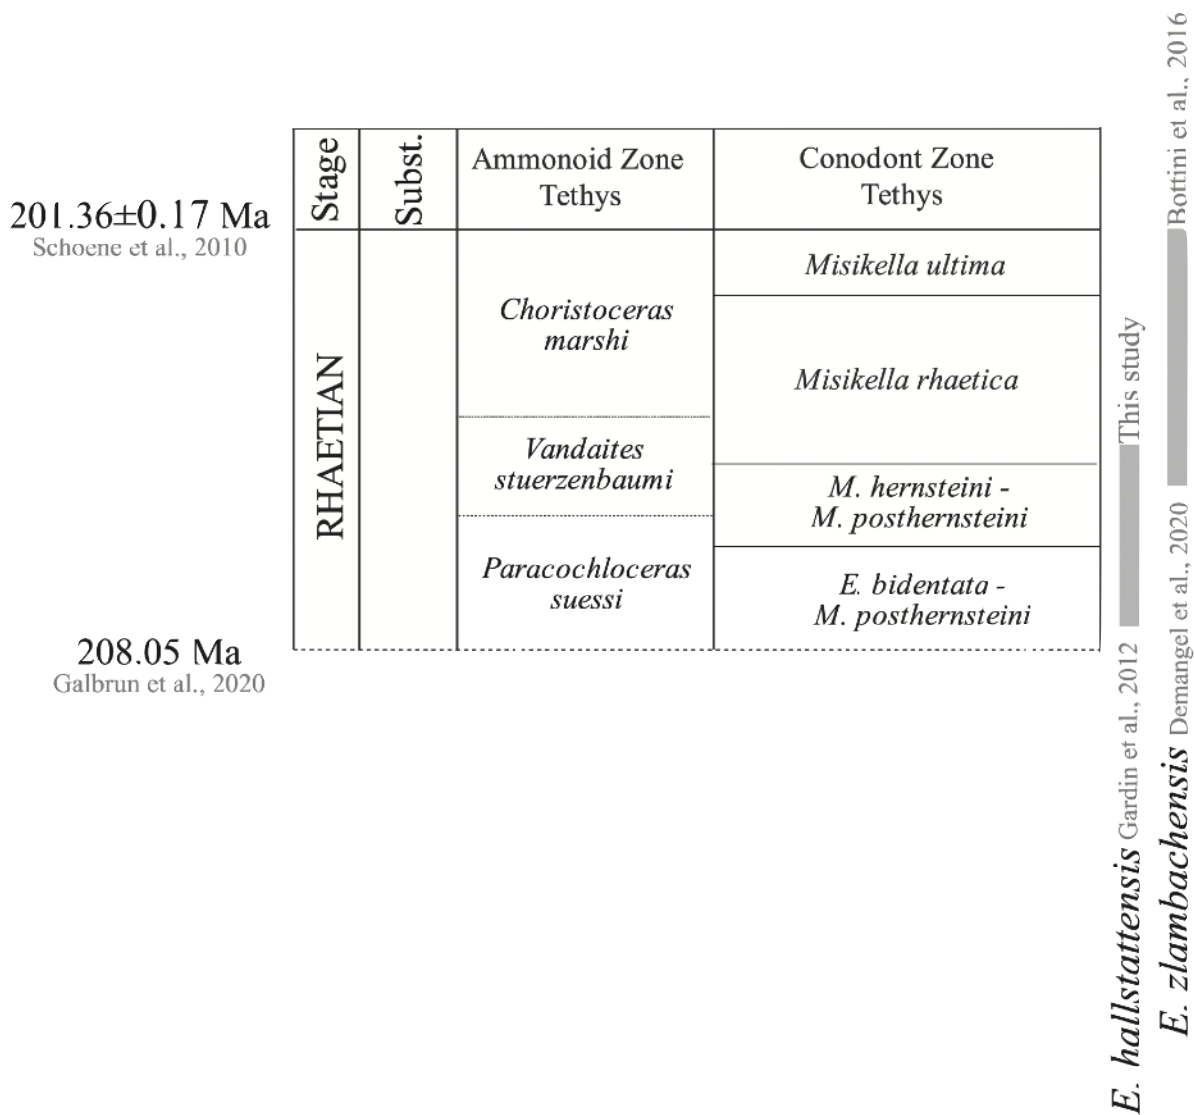 Stage
Subst.
Ammonoid Zone
Tethys
Conodont Zone
Tethys
201.36±0.17 Ma
Schoene et al., 2010
RHAETIAN
Choristoceras
marshi
Vandaites
stuerzenbaumi
Paracochloceras
suessi
Misikella ultima
Misikella rhaetica
M. hernsteini -
M. posthernsteini
E. bidentata -
M. posthernsteini
208.05 Ma
Galbrun et al., 2020
E. hallstattensis Gardin et al., 2012
This study
E. zlambachensis Demangel et al., 2020
Bottini et al., 2016